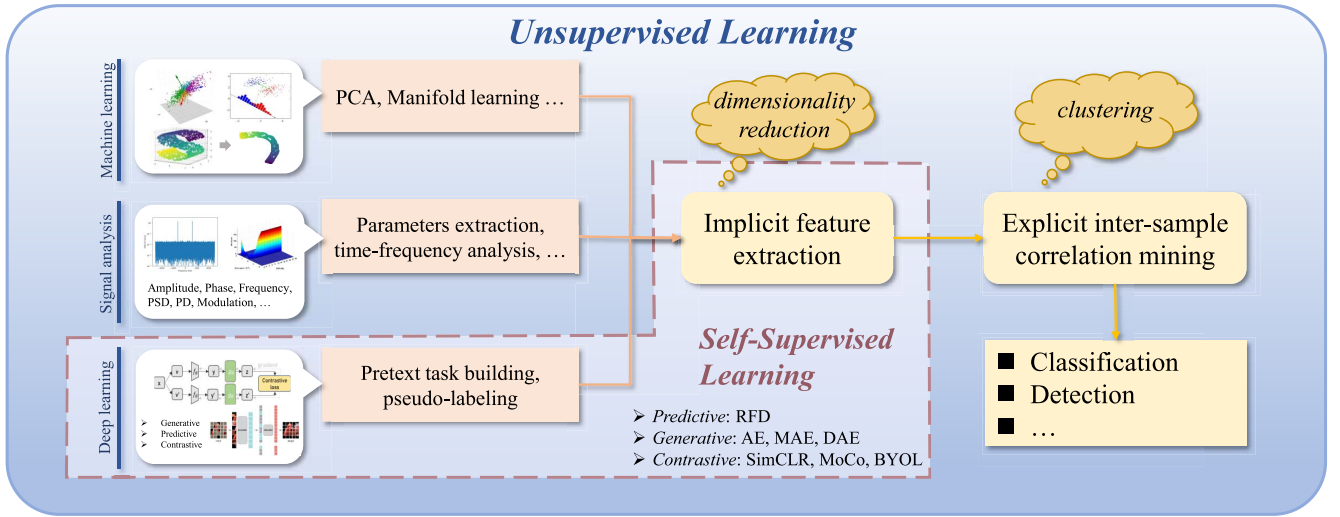 Unsupervised Learning
Machine learning
PCA, Manifold learning …
dimensionality
reduction
clustering
Signal analysis
Amplitude, Phase, Frequency,
PSD, PD, Modulation, …
Parameters extraction,
time-frequency analysis, …
Implicit feature
extraction
Explicit inter-sample
correlation mining
Deep learning
x
v
y
z
v'
y'
z'
Contrastive
loss
➢ Generative
➢ Predictive
➢ Contrastive
Pretext task building,
pseudo-labeling
Self-Supervised
Learning
➢ Predictive: RFD
➢ Generative: AE, MAE, DAE
➢ Contrastive: SimCLR, MoCo, BYOL
■ Classification
■ Detection
■ …